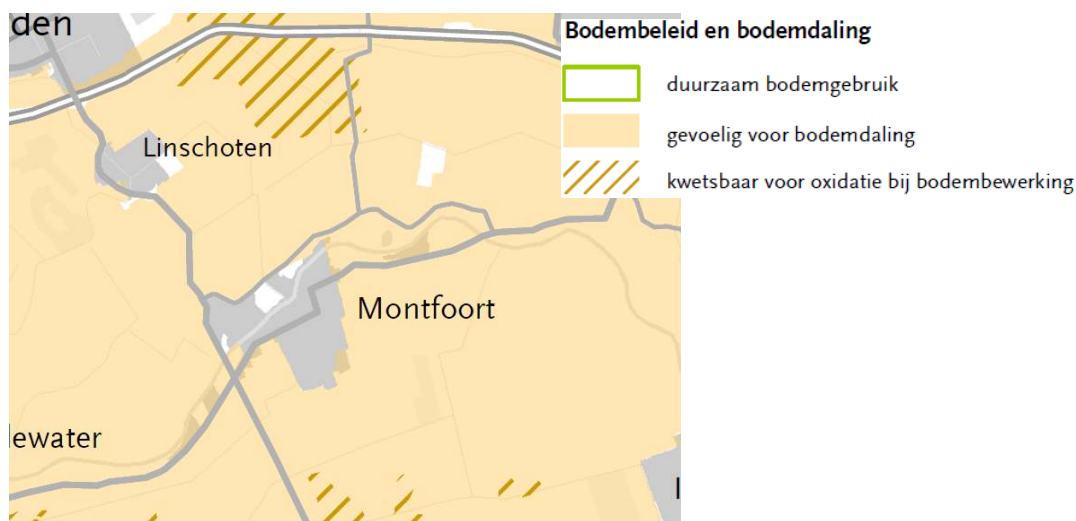 den
Linschoten
Montfoort
lewater
Bodembeleid en bodemdaling
duurzaam bodemgebruik
gevoelig voor bodemdaling
kwetsbaar voor oxidatie bij bodembewerking